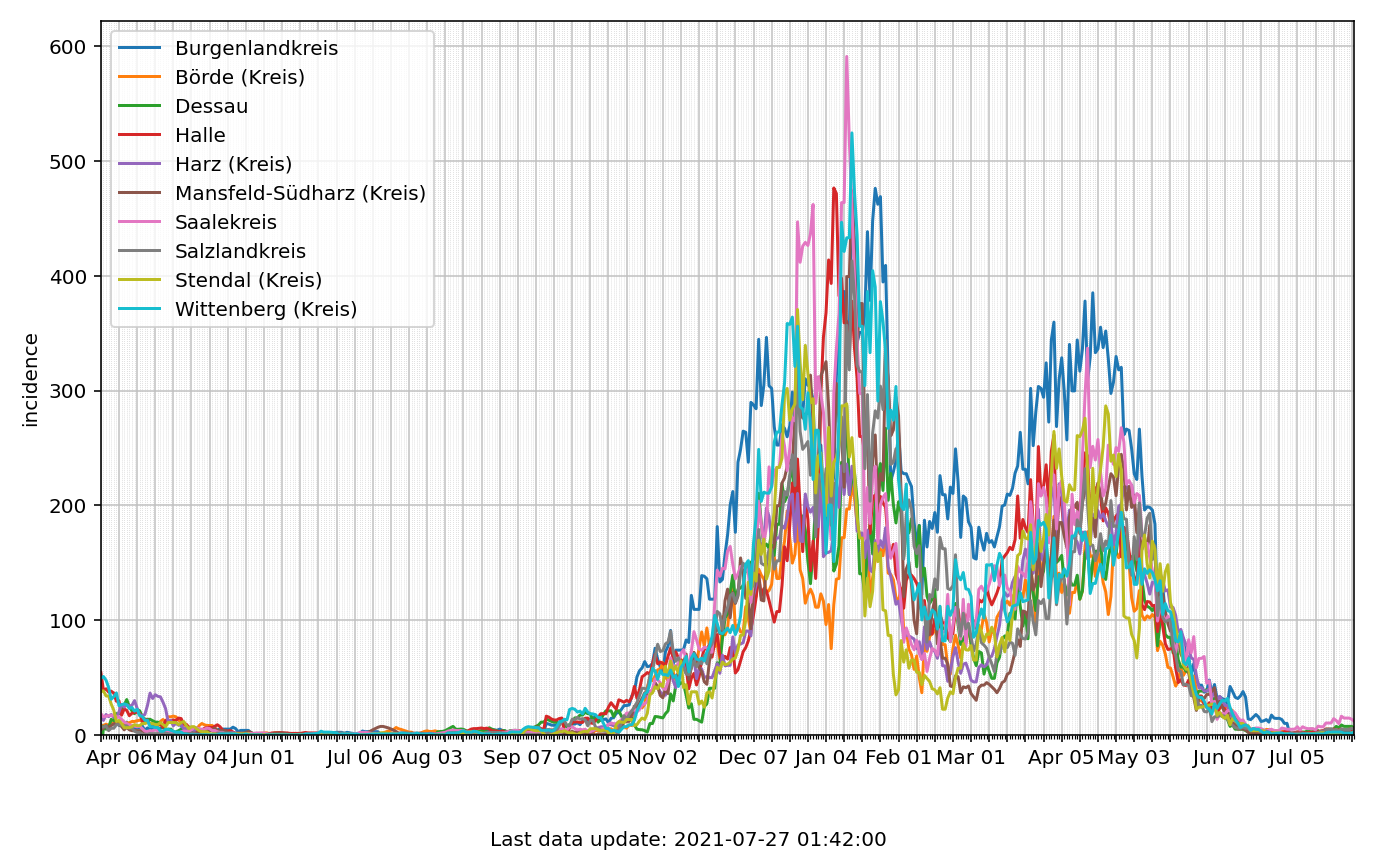 600
500
400
300
200
100
0
incidence
Burgenlandkreis
Börde (Kreis)
Dessau
Halle
Harz (Kreis)
Mansfeld-Südharz (Kreis)
Saalekreis
Salzlandkreis
Stendal (Kreis)
Wittenberg (Kreis)
Apr 06 May 04 Jun 01 Jul 06 Aug 03 Sep 07 Oct 05 Nov 02 Dec 07 Jan 04 Feb 01 Mar 01 Apr 05 May 03 Jun 07 Jul 05
Last data update: 2021-07-27 01:42:00